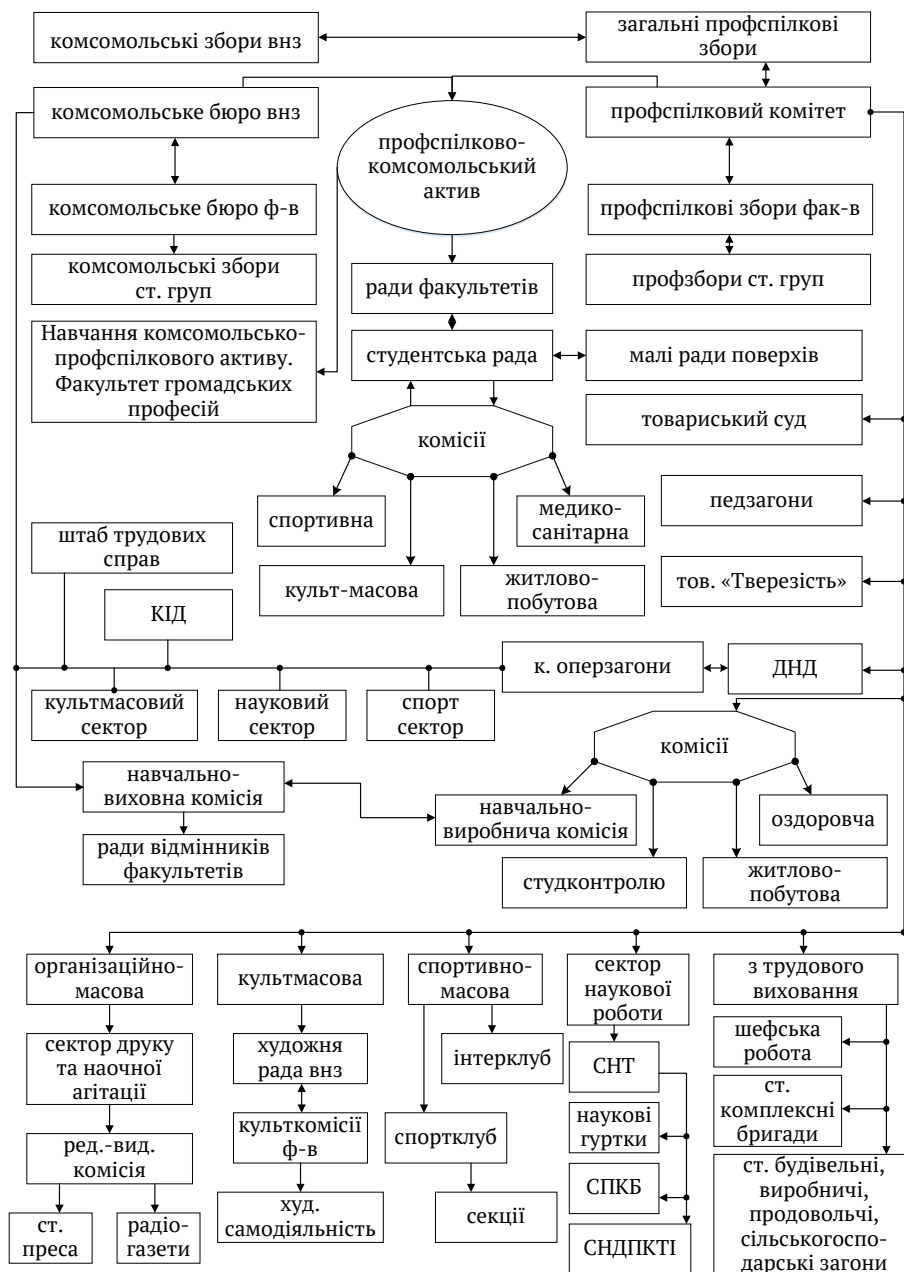 комсомольські збори внз
загальні профспілкові
збори
комсомольське бюро внз
профспілково-
комсомольський
актив
профспілковий комітет
комсомольське бюро ф-в
профспілкові збори фак-в
комсомольські збори
ст. груп
ради факультетів
профзбори ст. груп
Навчання комсомольсько-
профспілкового активу.
Факультет громадських
професій
студентська рада
малі ради поверхів
товариський суд
комісії
спортивна
медико-
санітарна
педзагони
штаб трудових
справ
культ-масова
житлово-
побутова
тов. «Тверезість»
КІД
к. оперзагони
ДНД
культмасовий
сектор
науковий
сектор
спорт
сектор
комісії
навчально-
виховна комісія
навчально-
виробнича комісія
оздоровча
ради відмінників
факультетів
студконтролю
житлово-
побутова
організаційно-
масова
культмасова
спортивно-
масова
сектор
наукової
роботи
з трудового
виховання
сектор друку
та наочної
агітації
художня
рада внз
інтерклуб
СНТ
шефська
робота
ред.-вид.
комісія
культкомісії
ф-в
спортклуб
наукові
гуртки
ст.
комплексні
бригади
ст.
преса
радіо-
газети
худ.
самодіяльність
секції
СПКБ
СНДПКТІ
ст. будівельні,
виробничі,
продовольчі,
сільськогоспо-
дарські загони